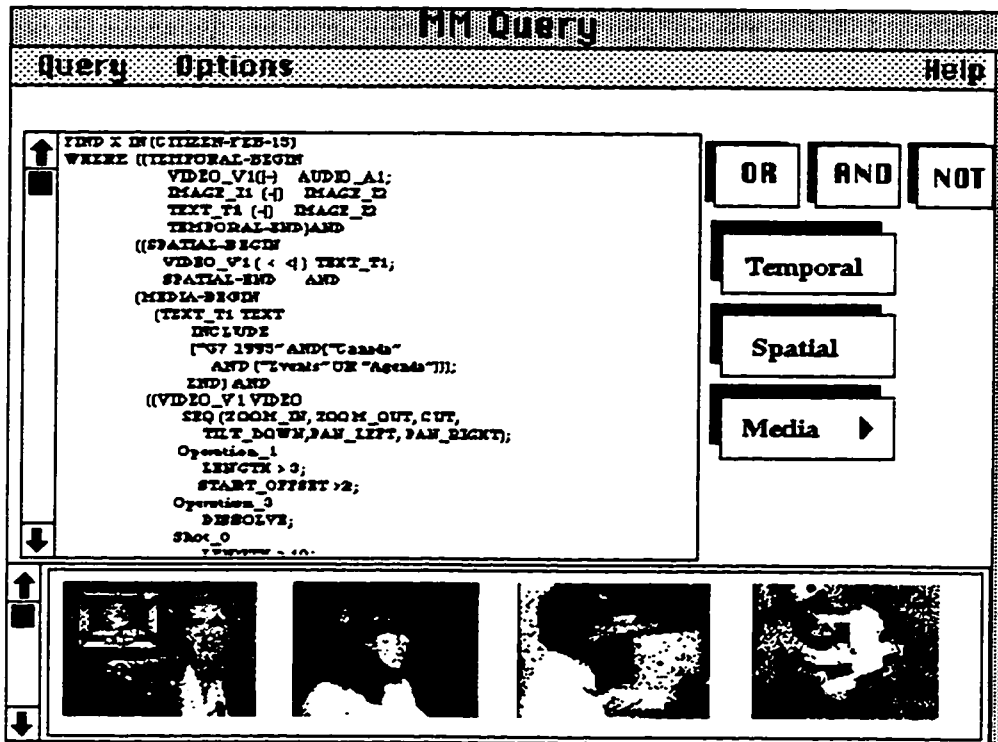 MM Query
Query Options Help
FIND X IN (CITIZEN-FEB-15)
WHERE ((TEMPORAL-BEGIN
VIDEO_V1(|-) AUDIO_A1;
IMAGE_I1 (-|) IMAGE_I2
TEXT_T1 (-|) IMAGE_I2
TEMPORAL-END)AND
((SPATIAL-BEGIN
VIDEO_V1 ( < <| ) TEXT_T1;
SPATIAL-END AND
(MEDIA-BEGIN
(TEXT_T1 TEXT
INCLUDE
["G7 1995" AND("Canada"
AND ("Events" OR "Agenda"))];
END) AND
((VIDEO_V1 VIDEO
SEQ (ZOOM_IN, ZOOM_OUT, CUT,
TILT_DOWN,PAN_LEFT, PAN_RIGHT);
Operation_1
LENGTH > 3;
START_OFFSET >2;
Operation_3
DISSOLVE;
Shot_0
LENGTH > 10;
OR AND NOT
Temporal
Spatial
Media